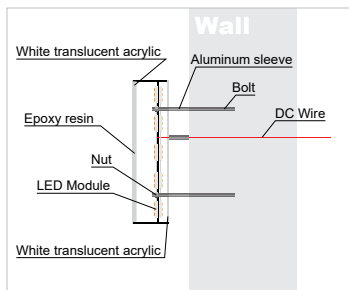 Wall
White translucent acrylic
Aluminum sleeve
Bolt
Epoxy resin
DC Wire
Nut
LED Module
White translucent acrylic